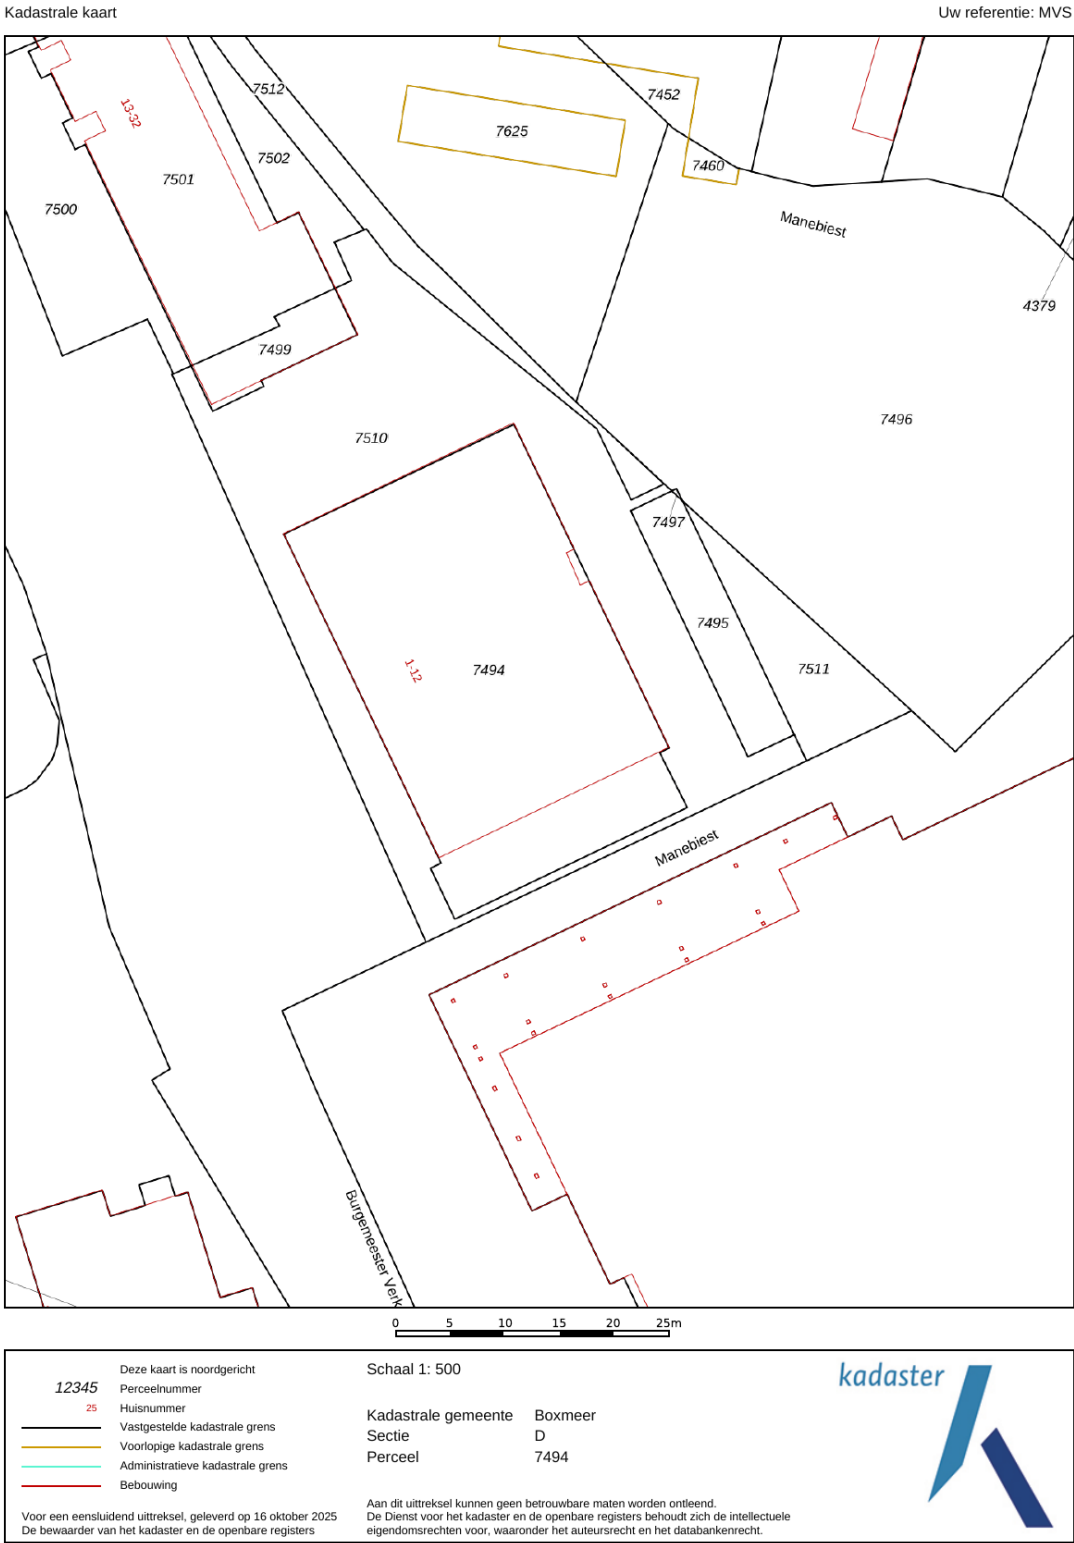 Kadastrale kaart
Uw referentie: MVS
7512
7452
13-32
7625
7502
7460
7501
7500
Manebiest
4379
7499
7496
7510
7497
7495
1-12
7494
7511
Manebiest
Burgemeester Verk
0 5 10 15 20 25m
Deze kaart is noordgericht
12345 Perceelnummer
25 Huisnummer
Vastgestelde kadastrale grens
Voorlopige kadastrale grens
Administratieve kadastrale grens
Bebouwing
Voor een eensluidend uittreksel, geleverd op 16 oktober 2025
De bewaarder van het kadaster en de openbare registers
Schaal 1: 500
Kadastrale gemeente Boxmeer
Sectie D
Perceel 7494
Aan dit uittreksel kunnen geen betrouwbare maten worden ontleend.
De Dienst voor het kadaster en de openbare registers behoudt zich de intellectuele
eigendomsrechten voor, waaronder het auteursrecht en het databankenrecht.
kadaster